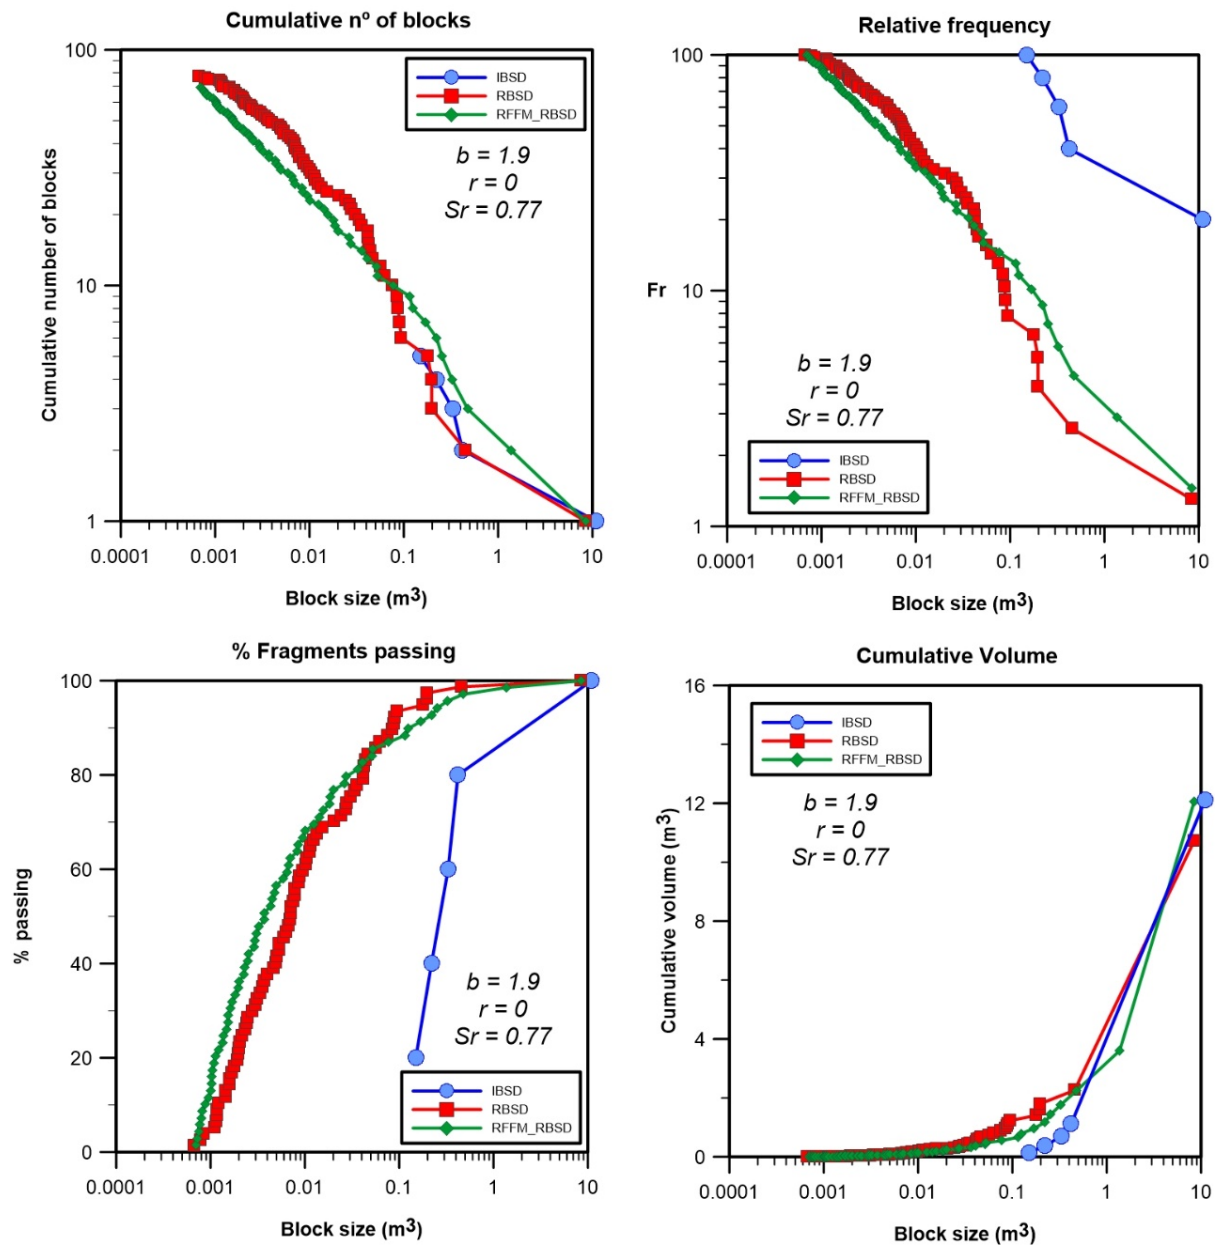 Cumulative nº of blocks
100
10
1
Cumulative number of blocks
IBSD
RBSD
RFFM_RBSD
b = 1.9
r = 0
Sr = 0.77
0.0001 0.001 0.01 0.1 1 10
Block size (m³)
Relative frequency
100
10
1
Fr
b = 1.9
r = 0
Sr = 0.77
IBSD
RBSD
RFFM_RBSD
0.0001 0.001 0.01 0.1 1 10
Block size (m³)
% Fragments passing
100
80
60
40
20
0
% passing
b = 1.9
r = 0
Sr = 0.77
IBSD
RBSD
RFFM_RBSD
0.0001 0.001 0.01 0.1 1 10
Block size (m³)
Cumulative Volume
16
12
8
4
0
Cumulative volume (m³)
IBSD
RBSD
RFFM_RBSD
b = 1.9
r = 0
Sr = 0.77
0.0001 0.001 0.01 0.1 1 10
Block size (m³)